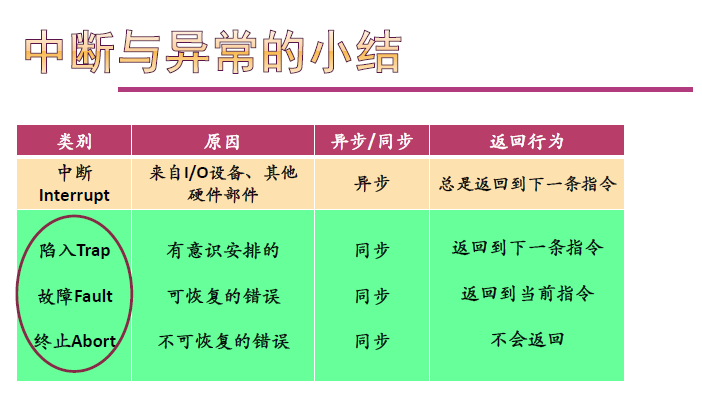 中断与异常的小结
类别 原因 异步/同步 返回行为
中断 来自I/O设备、其他
Interrupt 硬件部件 异步 总是返回到下一条指令
陷入Trap 有意识安排的 同步 返回到下一条指令
故障Fault 可恢复的错误 同步 返回到当前指令
终止Abort 不可恢复的错误 同步 不会返回